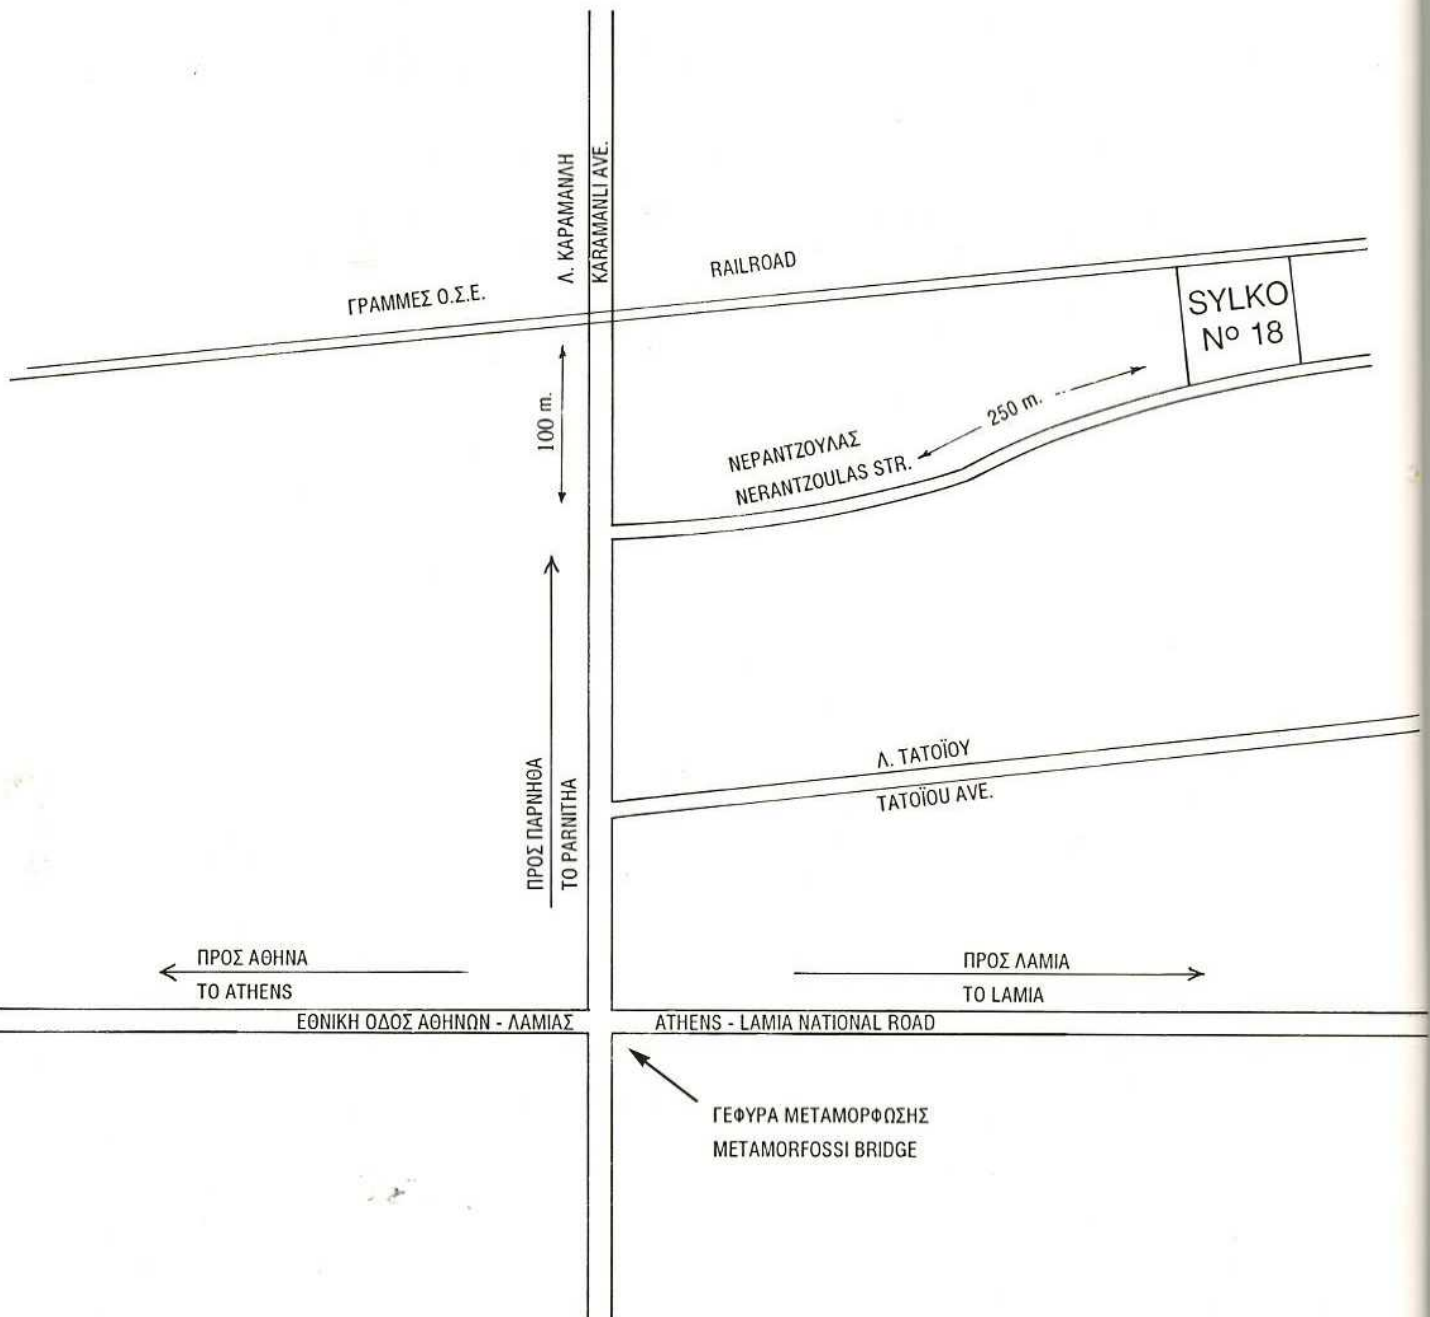 Λ. ΚΑΡΑΜΑΝΛΗ
KARAMANLI AVE.
ΓΡΑΜΜΕΣ Ο.Σ.Ε.
RAILROAD
SYLKO
Nº 18
100 m.
250 m.
ΝΕΡΑΝΤΖΟΥΛΑΣ
NERANTZOULAS STR.
ΠΡΟΣ ΠΑΡΝΗΘΑ
TO PARNITHA
Λ. ΤΑΤΟΪΟΥ
TATOÏOU AVE.
ΠΡΟΣ ΑΘΗΝΑ
TO ATHENS
ΠΡΟΣ ΛΑΜΙΑ
TO LAMIA
ΕΘΝΙΚΗ ΟΔΟΣ ΑΘΗΝΩΝ - ΛΑΜΙΑΣ
ATHENS - LAMIA NATIONAL ROAD
ΓΕΦΥΡΑ ΜΕΤΑΜΟΡΦΩΣΗΣ
METAMORFOSSI BRIDGE